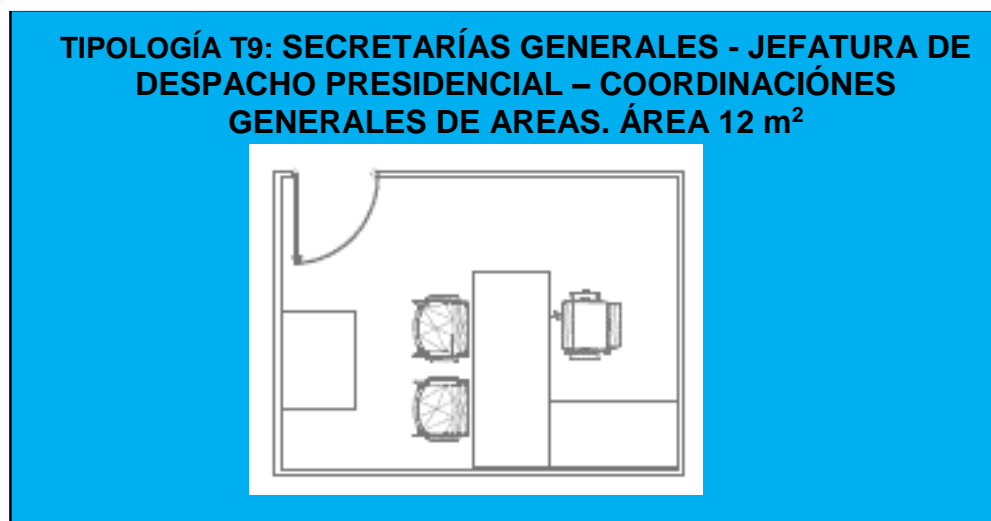 TIPOLOGÍA T9: SECRETARÍAS GENERALES - JEFATURA DE
DESPACHO PRESIDENCIAL – COORDINACIÓNES
GENERALES DE AREAS. ÁREA 12 m²